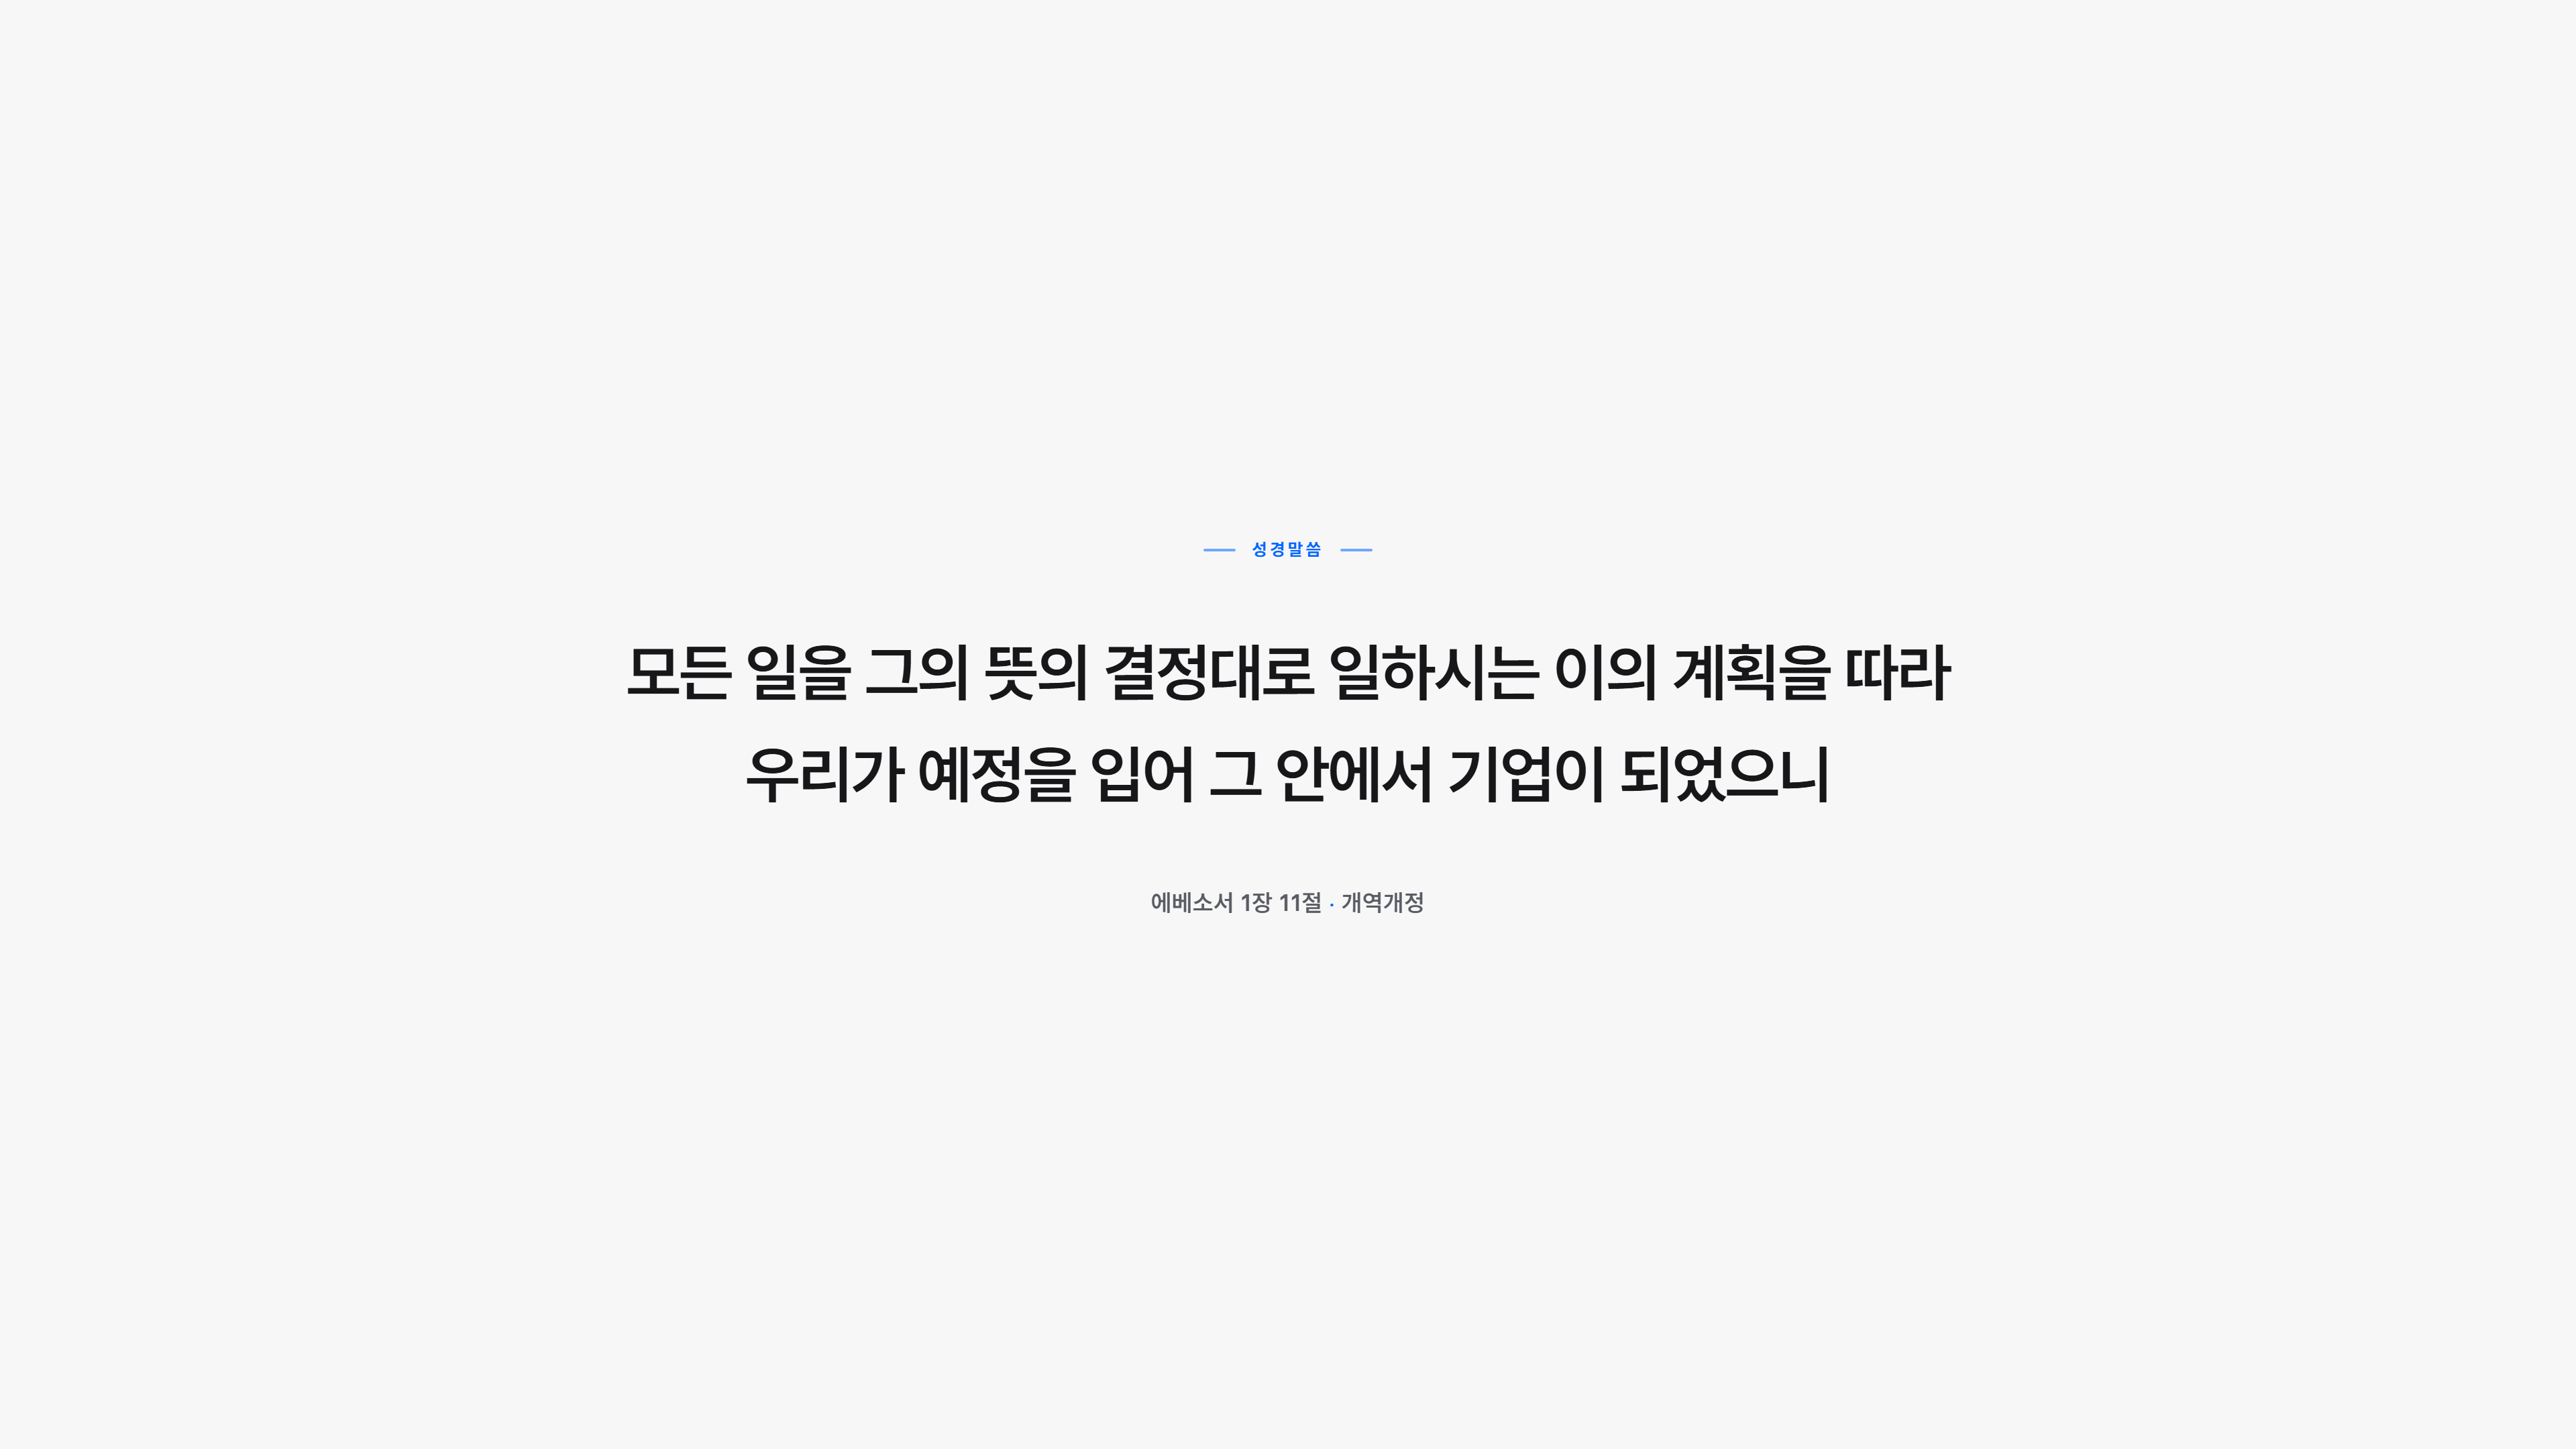 성경말씀
모든 일을 그의 뜻의 결정대로 일하시는 이의 계획을 따라
우리가 예정을 입어 그 안에서 기업이 되었으니
에베소서 1장 11절 · 개역개정